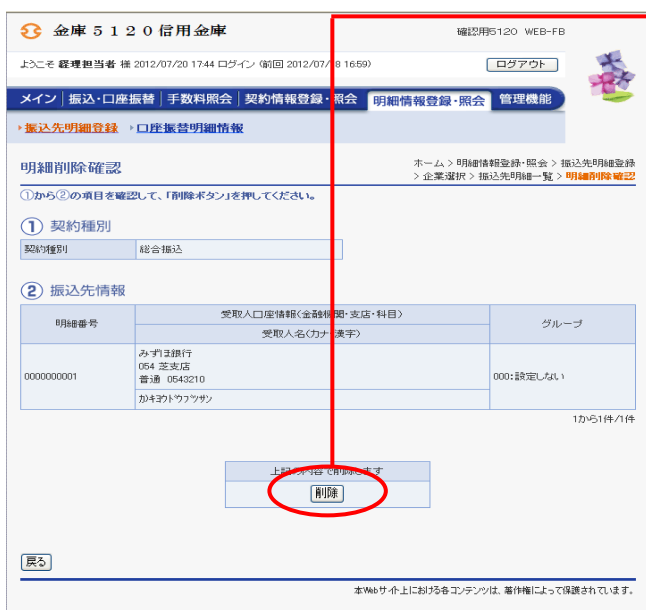 金庫5120信用金庫
確認用5120 WEB-FB
ようこそ 経理担当者 様 2012/07/20 17:44 ログイン (前回 2012/07/ 8 16:59)
ログアウト
メイン 振込・口座振替 手数料照会 契約情報登録・照会 明細情報登録・照会 管理機能
振込先明細登録 口座振替明細情報
明細削除確認
ホーム > 明細情報登録・照会 > 振込先明細登録
> 企業選択 > 振込先明細一覧 > 明細削除確認
①から②の項目を確認して、「削除ボタン」を押してください。
① 契約種別
契約種別 総合振込
② 振込先情報
明細番号
受取人口座情報(金融機関・支店・科目)
受取人名(カナ 漢字)
グループ
0000000001
みずほ銀行
054 芝支店
普通 0543210
000:設定しない
1から1件/1件
上記の内容で削除します
削除
戻る
本Webサイト上における各コンテンツは、著作権によって保護されています。